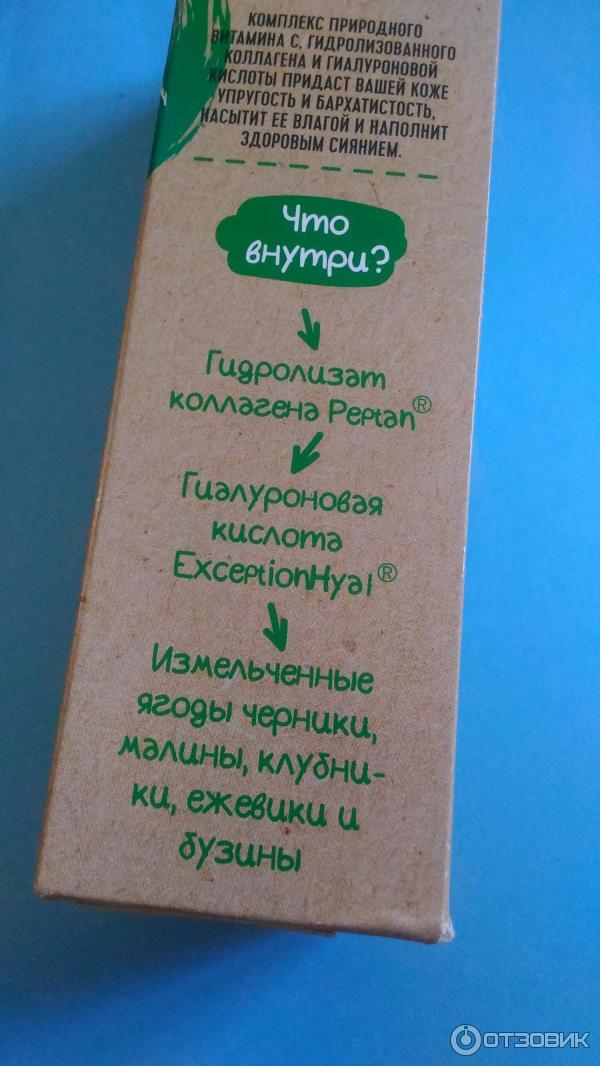 КОМПЛЕКС ПРИРОДНОГО
ВИТАМИНА С, ГИДРОЛИЗОВАННОГО
КОЛЛАГЕНА И ГИАЛУРОНОВОЙ
КИСЛОТЫ ПРИДАСТ ВАШЕЙ КОЖЕ
УПРУГОСТЬ И БАРХАТИСТОСТЬ,
НАСЫТИТ ЕЕ ВЛАГОЙ И НАПОЛНИТ
ЗДОРОВЫМ СИЯНИЕМ.
Что
внутри?
Гидролизат
коллагена Peptan®
Гиалуроновая
кислота
ExceptionHyal®
Измельченные
ягоды черники,
малины, клубни-
ки, ежевики и
бузины
ОТЗОВИК